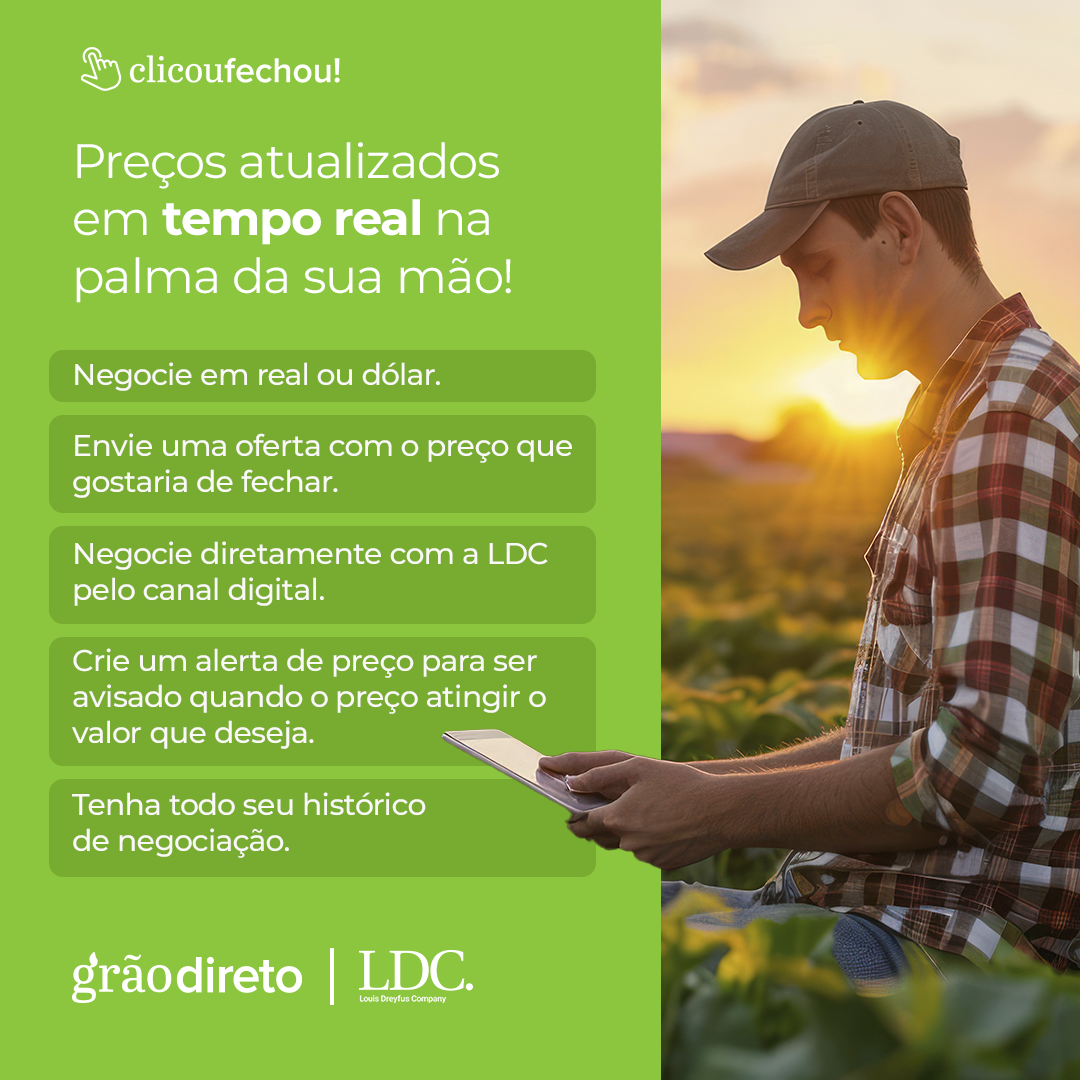 clicoufechou!
Preços atualizados
em tempo real na
palma da sua mão!
Negocie em real ou dólar.
Envie uma oferta com o preço que
gostaria de fechar.
Negocie diretamente com a LDC
pelo canal digital.
Crie um alerta de preço para ser
avisado quando o preço atingir o
valor que deseja.
Tenha todo seu histórico
de negociação.
grãodireto | LDC.
Louis Dreyfus Company